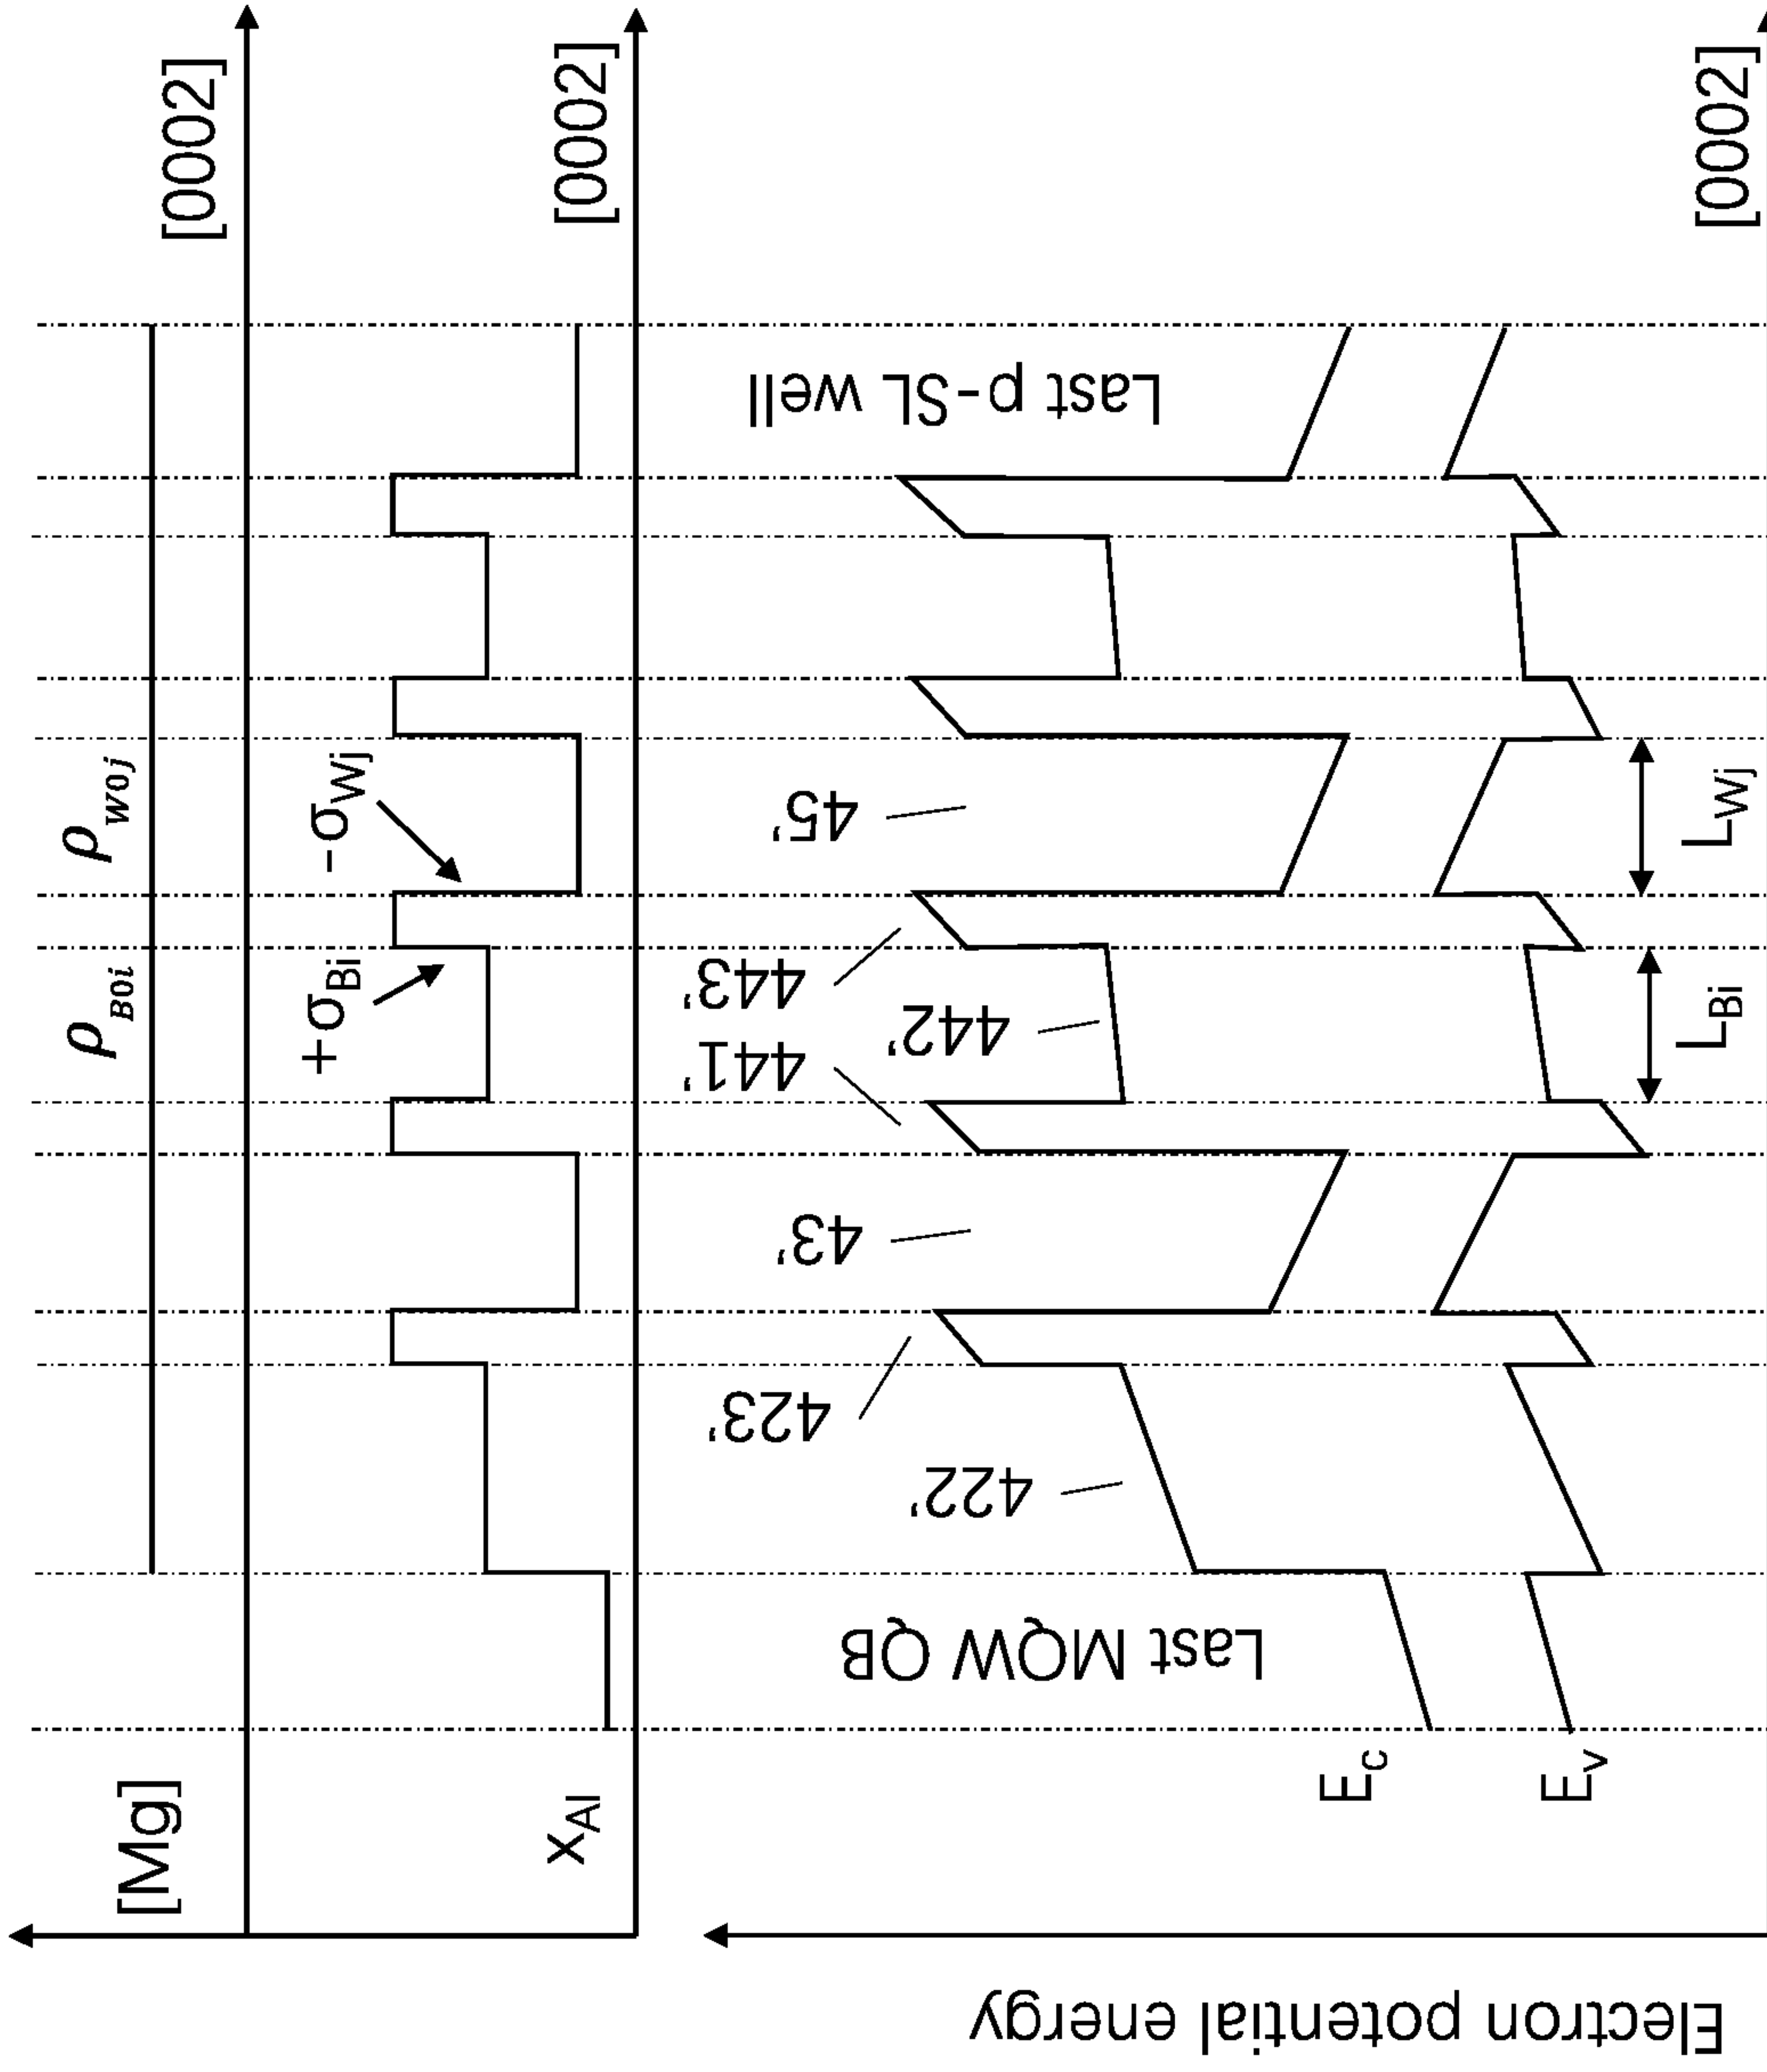 [Mg]
ρB0i
ρW0j
[0002]
xAl
+σBi
-σWj
[0002]
Electron potential energy
Ec
Ev
Last MQW QB
422'
423'
43'
441'
442'
443'
45'
Last p-SL well
LBi
LWj
[0002]